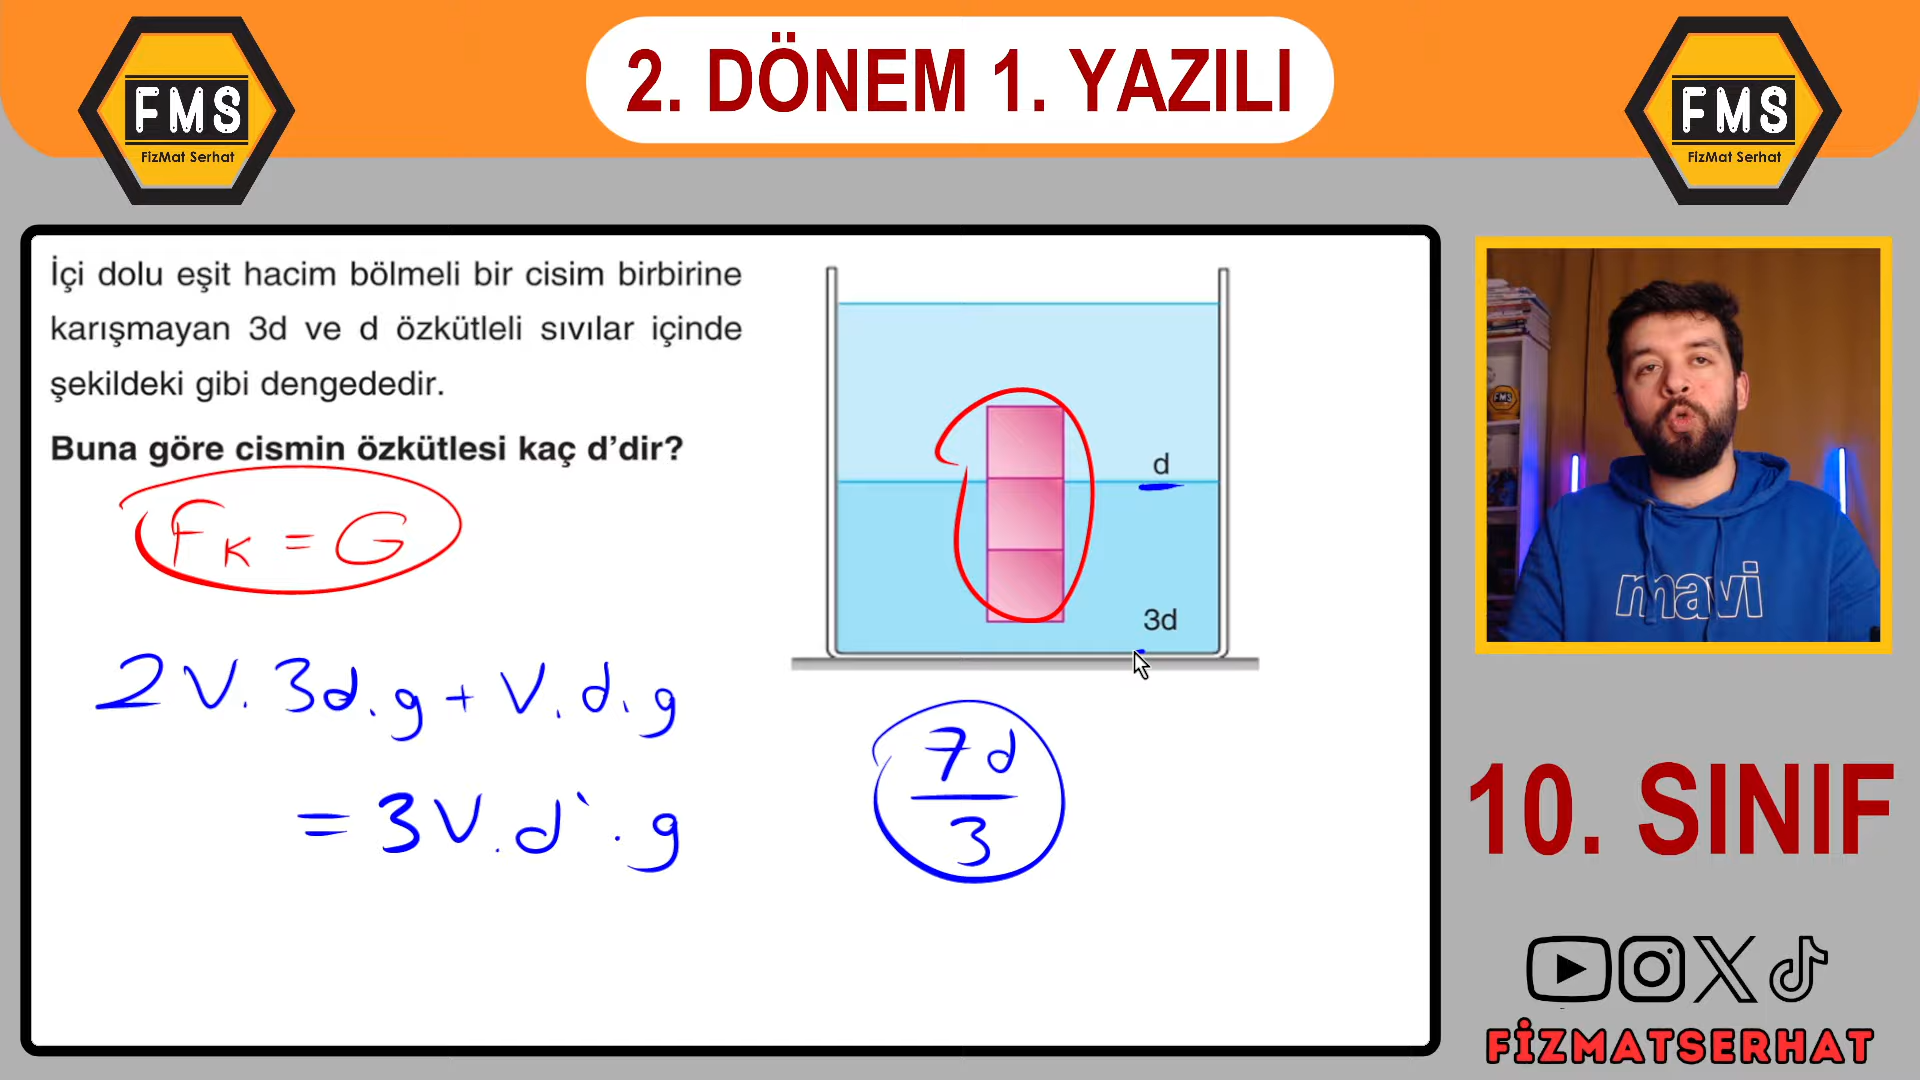 2. DÖNEM 1. YAZILI
FMS
FizMat Serhat
FMS
FizMat Serhat
İçi dolu eşit hacim bölmeli bir cisim birbirine
karışmayan 3d ve d özkütleli sıvılar içinde
şekildeki gibi dengededir.
Buna göre cismin özkütlesi kaç d'dir?
FK = G
2V.3d.g + V.d.g
= 3V.d`.g
d
3d
7d
3
mavi
FMS
10. SINIF
FİZMATSERHAT